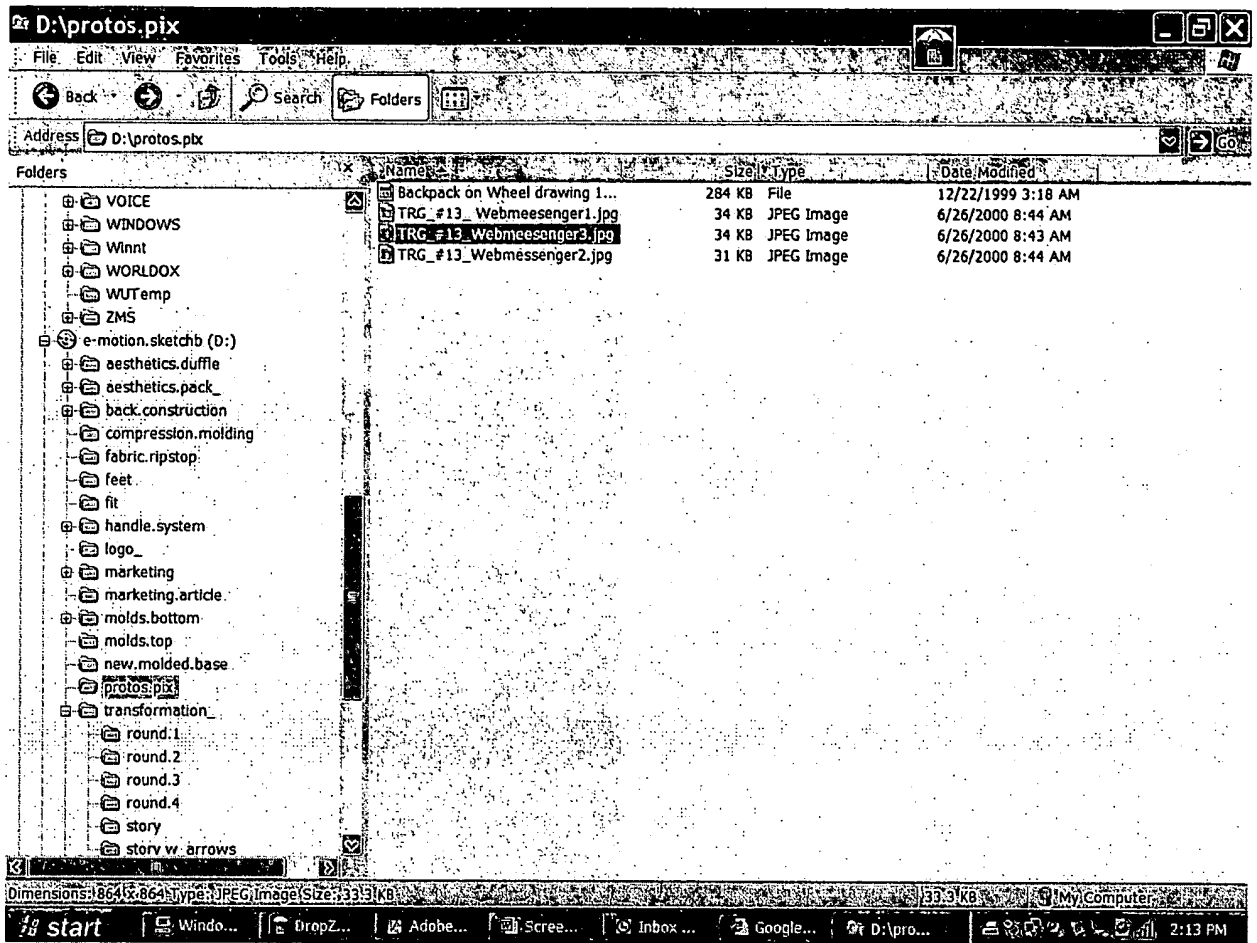 D:\protos.pix
File Edit View Favorites Tools Help
Back Search Folders
Address D:\protos.pix Go
Folders
VOICE
WINDOWS
Winnt
WORLDOX
WUTemp
ZMS
e-motion.sketchb (D:)
aesthetics.duffle
aesthetics.pack_
back.construction
compression.molding
fabric.ripstop
feet
fit
handle.system
logo_
marketing
marketing.article
molds.bottom
molds.top
new.molded.base
protos.pix
transformation_
round.1
round.2
round.3
round.4
story
story w arrows
Name Size Type Date Modified
Backpack on Wheel drawing 1... 284 KB File 12/22/1999 3:18 AM
TRG_#13_ Webmeesenger1.jpg 34 KB JPEG Image 6/26/2000 8:44 AM
TRG_#13_Webmeesenger3.jpg 34 KB JPEG Image 6/26/2000 8:43 AM
TRG_#13_Webmessenger2.jpg 31 KB JPEG Image 6/26/2000 8:44 AM
Dimensions: 864 x 864 Type: JPEG Image Size: 33.3 KB 33.3 KB My Computer
start Windo... DropZ... Adobe... Scree... Inbox ... Google... D:\pro... 2:13 PM